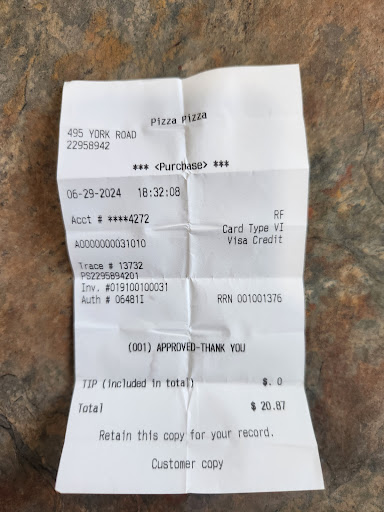 Pizza Pizza
495 YORK ROAD
22958942
*** <Purchase> ***
06-29-2024 18:32:08
Acct # ****4272 RF
Card Type VI
A0000000031010 Visa Credit
Trace # 13732
PS2295894201
Inv. #019100100031
Auth # 06481I RRN 001001376
(001) APPROVED-THANK YOU
TIP (included in total) $. 0
Total $ 20.87
Retain this copy for your record.
Customer copy